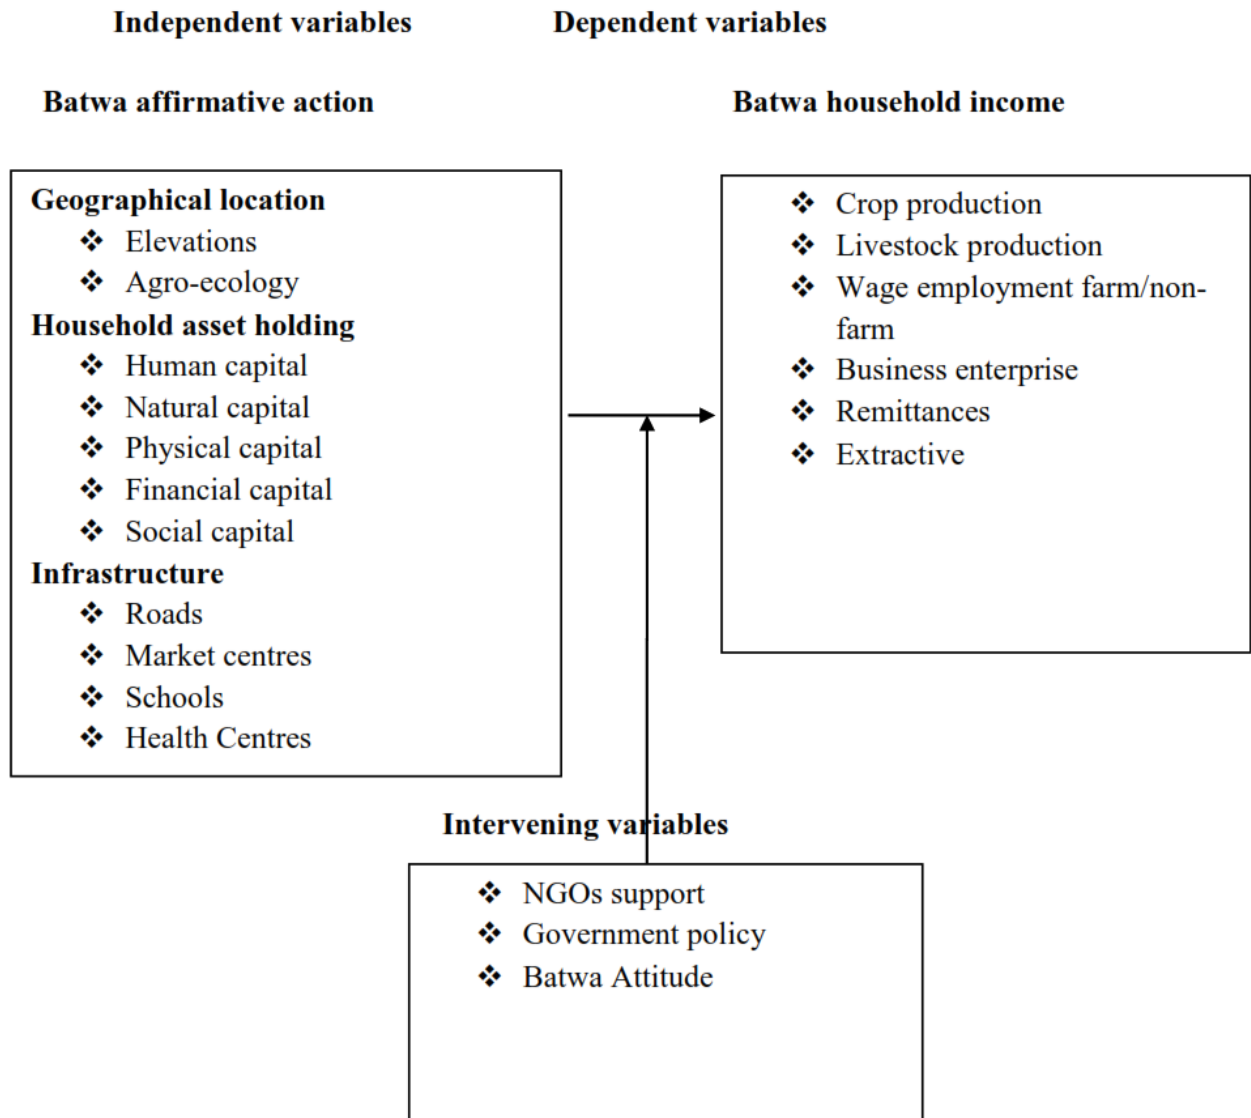 Independent variables Dependent variables
Batwa affirmative action Batwa household income
Geographical location
❖ Elevations
❖ Agro-ecology
Household asset holding
❖ Human capital
❖ Natural capital
❖ Physical capital
❖ Financial capital
❖ Social capital
Infrastructure
❖ Roads
❖ Market centres
❖ Schools
❖ Health Centres
❖ Crop production
❖ Livestock production
❖ Wage employment farm/non-
farm
❖ Business enterprise
❖ Remittances
❖ Extractive
Intervening variables
❖ NGOs support
❖ Government policy
❖ Batwa Attitude